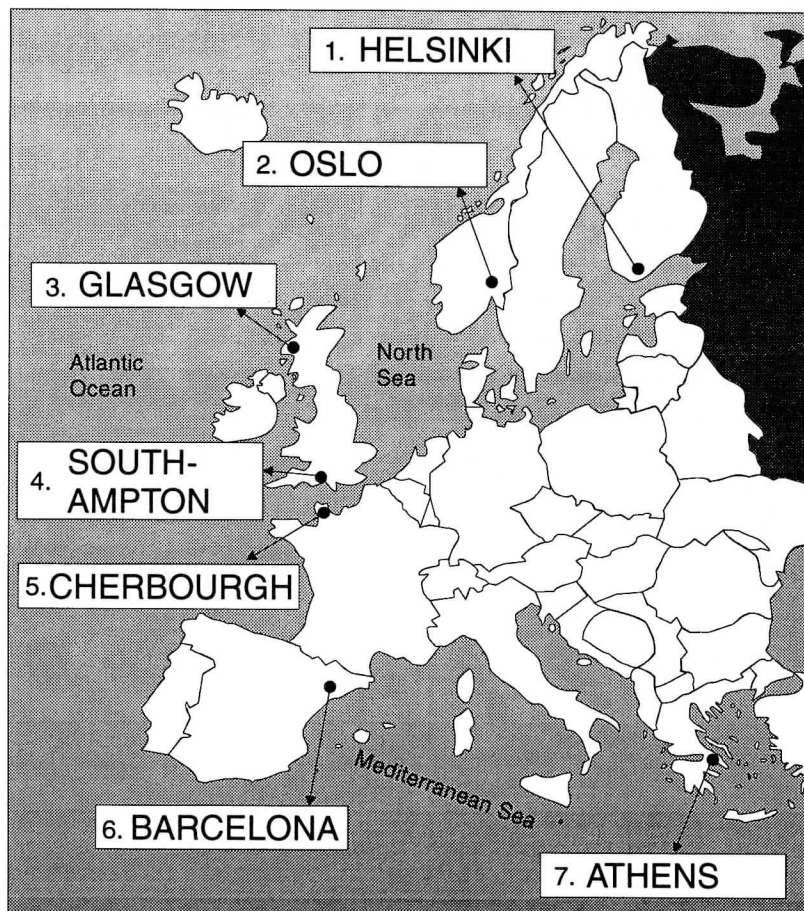 1. HELSINKI
2. OSLO
3. GLASGOW
Atlantic
Ocean
North
Sea
4. SOUTH-
AMPTON
5. CHERBOURGH
6. BARCELONA
Mediterranean Sea
7. ATHENS